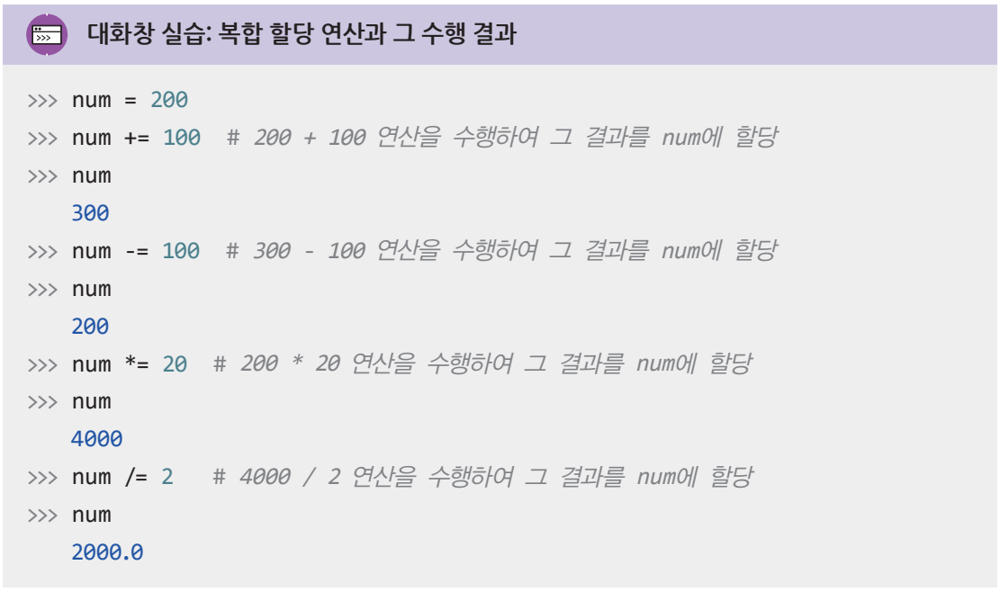 >>> 대화창 실습: 복합 할당 연산과 그 수행 결과
>>> num = 200
>>> num += 100  # 200 + 100 연산을 수행하여 그 결과를 num에 할당
>>> num
300
>>> num -= 100  # 300 - 100 연산을 수행하여 그 결과를 num에 할당
>>> num
200
>>> num *= 20  # 200 * 20 연산을 수행하여 그 결과를 num에 할당
>>> num
4000
>>> num /= 2   # 4000 / 2 연산을 수행하여 그 결과를 num에 할당
>>> num
2000.0